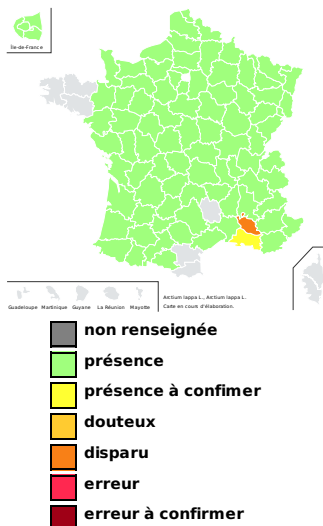 Île-de-France
Arctium lappa L., Arctium lappa L.
Carte en cours d'élaboration.
Guadeloupe Martinique Guyane La Réunion Mayotte
non renseignée
présence
présence à confimer
douteux
disparu
erreur
erreur à confirmer